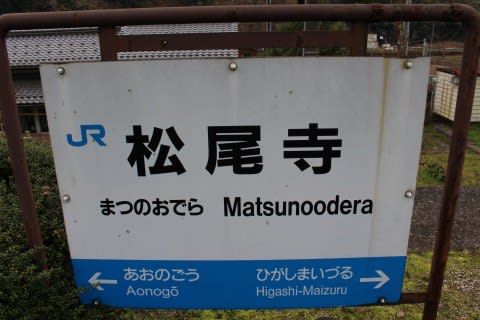 JR 松尾寺
まつのおでら Matsunoodera
← あおのごう ひがしまいづる →
Aonogō Higashi-Maizuru